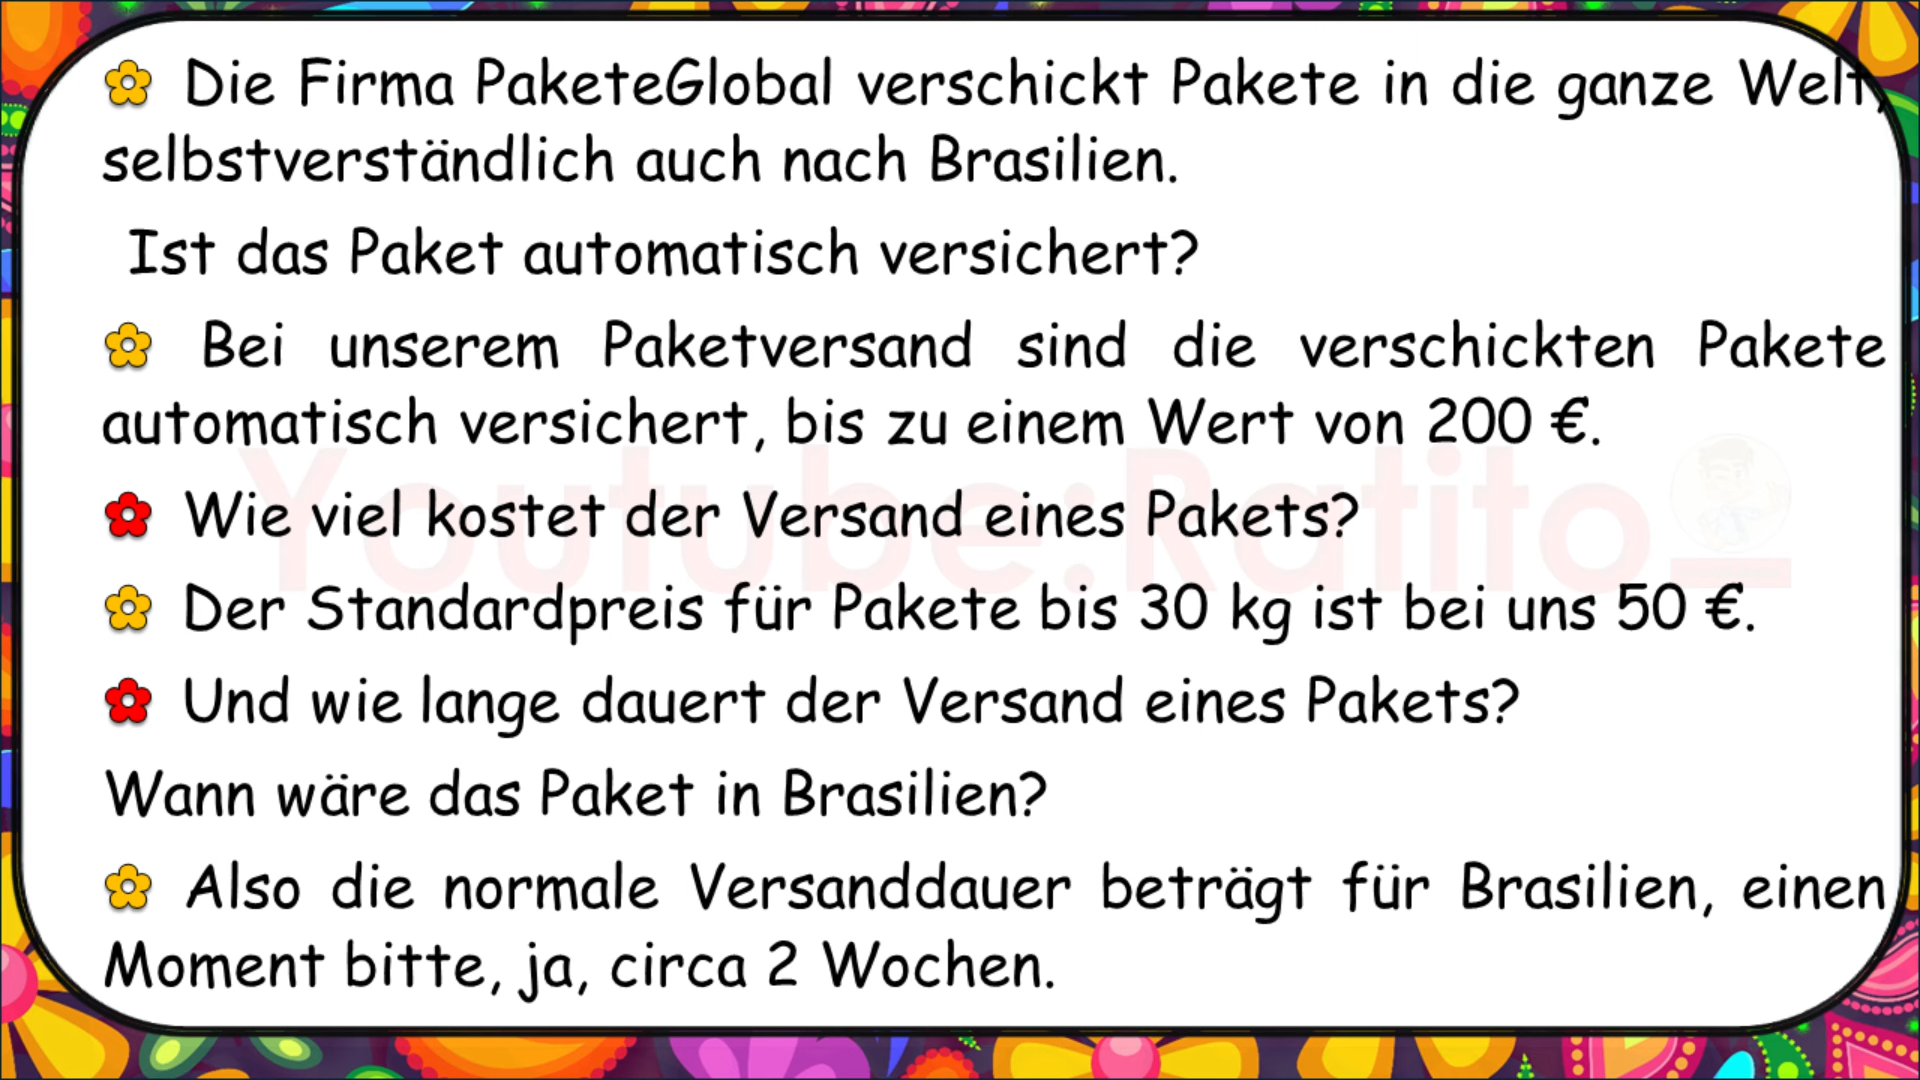 Die Firma PaketeGlobal verschickt Pakete in die ganze Welt,
selbstverständlich auch nach Brasilien.
Ist das Paket automatisch versichert?
Bei unserem Paketversand sind die verschickten Pakete
automatisch versichert, bis zu einem Wert von 200 €.
Youtube:Ratito_
Wie viel kostet der Versand eines Pakets?
Der Standardpreis für Pakete bis 30 kg ist bei uns 50 €.
Und wie lange dauert der Versand eines Pakets?
Wann wäre das Paket in Brasilien?
Also die normale Versanddauer beträgt für Brasilien, einen
Moment bitte, ja, circa 2 Wochen.